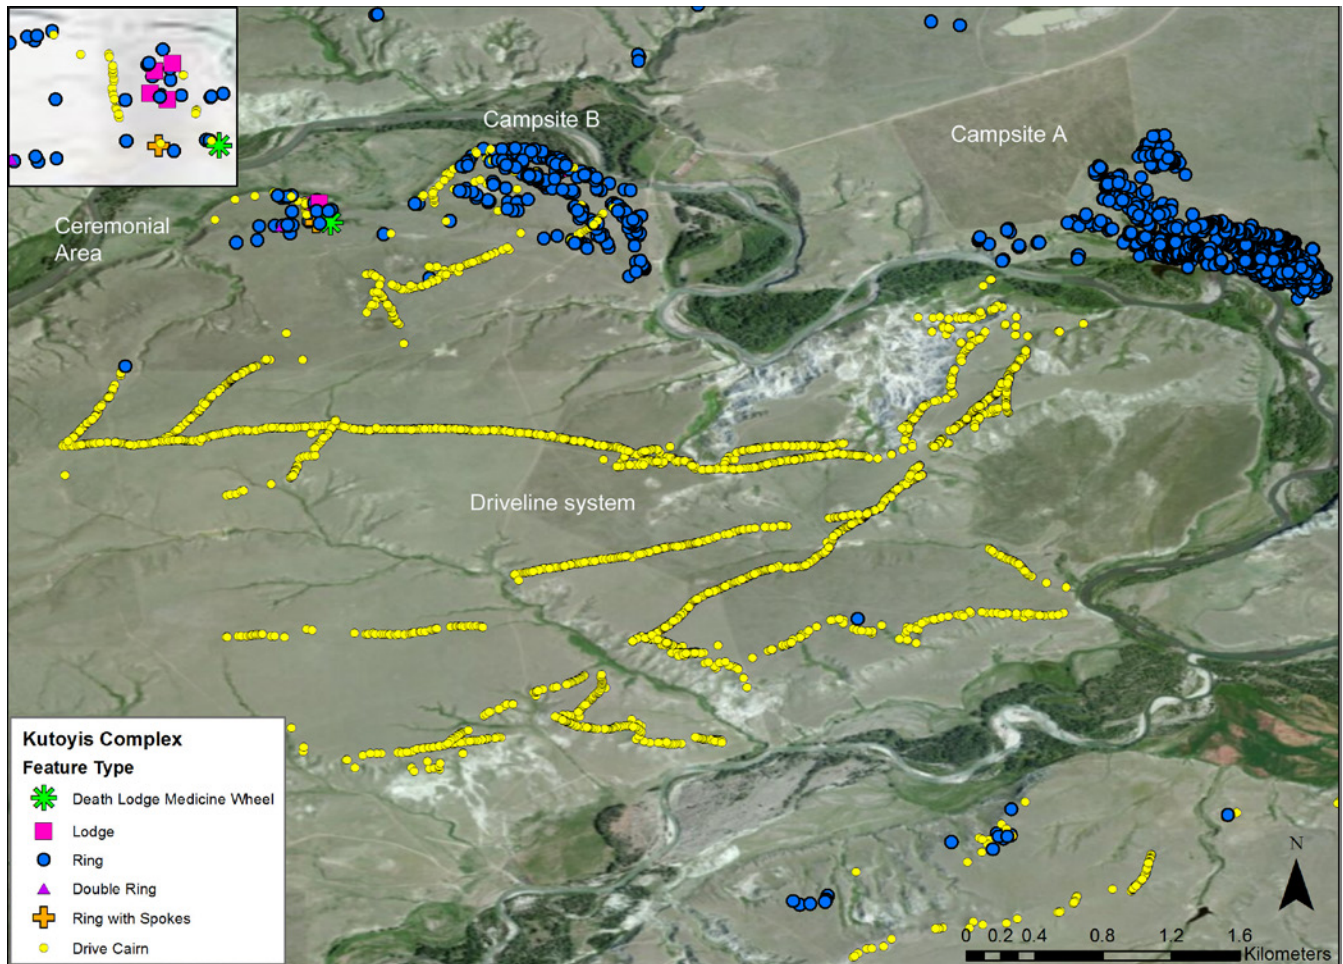 Campsite B
Campsite A
Ceremonial
Area
Driveline system
Kutoyis Complex
Feature Type
Death Lodge Medicine Wheel
Lodge
Ring
Double Ring
Ring with Spokes
Drive Cairn
N
0 0.2 0.4 0.8 1.2 1.6
Kilometers